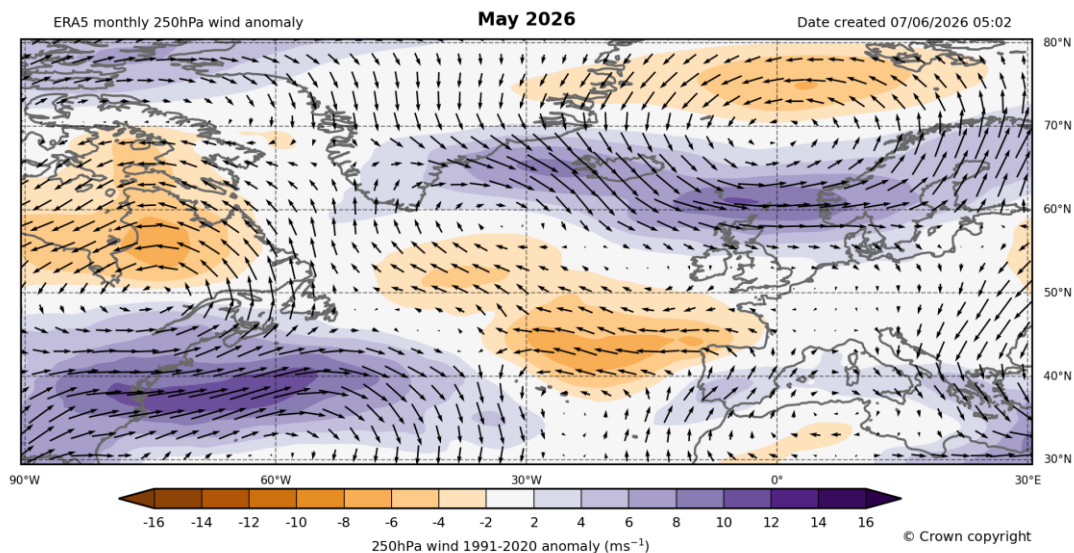 ERA5 monthly 250hPa wind anomaly
May 2026
Date created 07/06/2026 05:02
80°N
70°N
60°N
50°N
40°N
30°N
90°W 60°W 30°W 0° 30°E
-16 -14 -12 -10 -8 -6 -4 -2 2 4 6 8 10 12 14 16
250hPa wind 1991-2020 anomaly (ms⁻¹)
© Crown copyright